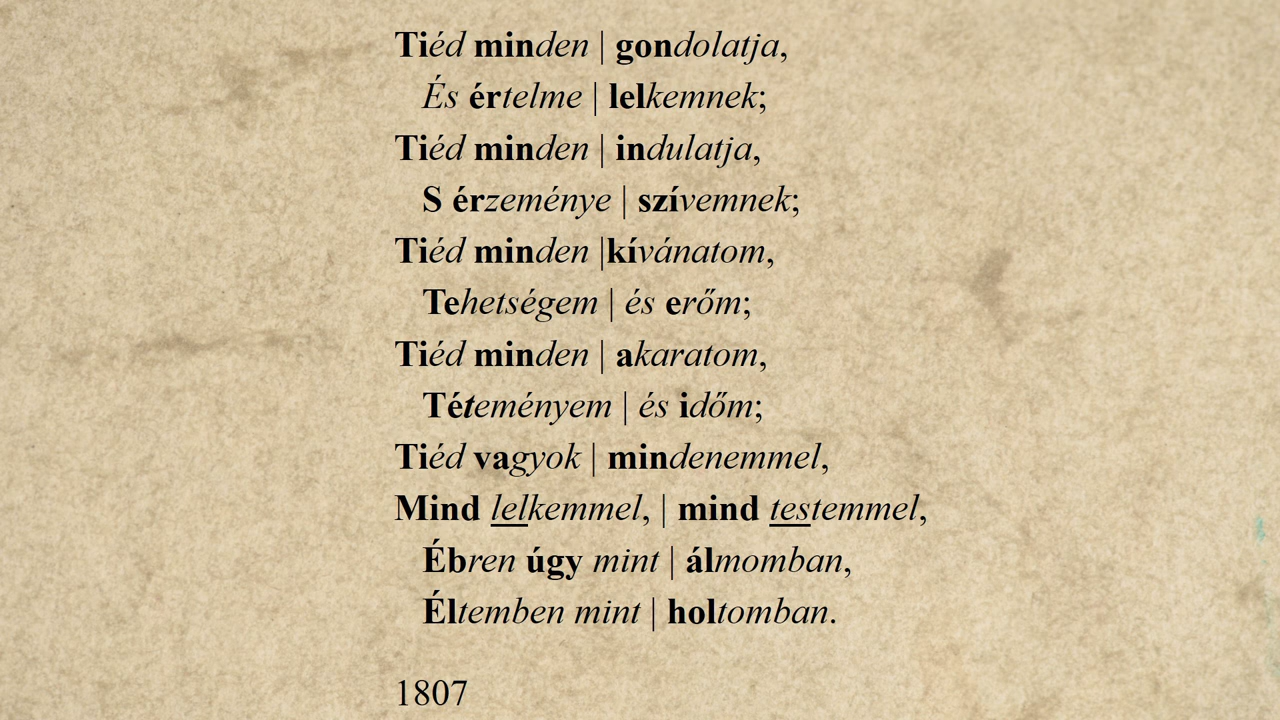 Tiéd minden | gondolatja,
És értelme | lelkemnek;
Tiéd minden | indulatja,
S érzeménye | szívemnek;
Tiéd minden |kívánatom,
Tehetségem | és erőm;
Tiéd minden | akaratom,
Téteményem | és időm;
Tiéd vagyok | mindenemmel,
Mind lelkemmel, | mind testemmel,
Ébren úgy mint | álmomban,
Éltemben mint | holtomban.
1807